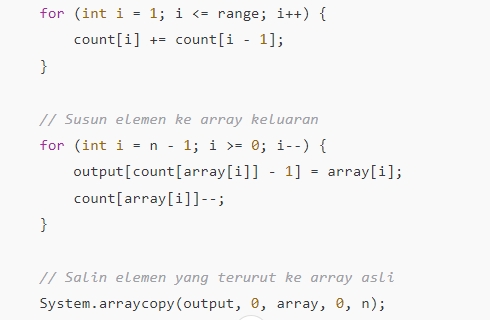 for (int i = 1; i <= range; i++) {
    count[i] += count[i - 1];
}

// Susun elemen ke array keluaran
for (int i = n - 1; i >= 0; i--) {
    output[count[array[i]] - 1] = array[i];
    count[array[i]]--;
}

// Salin elemen yang terurut ke array asli
System.arraycopy(output, 0, array, 0, n);